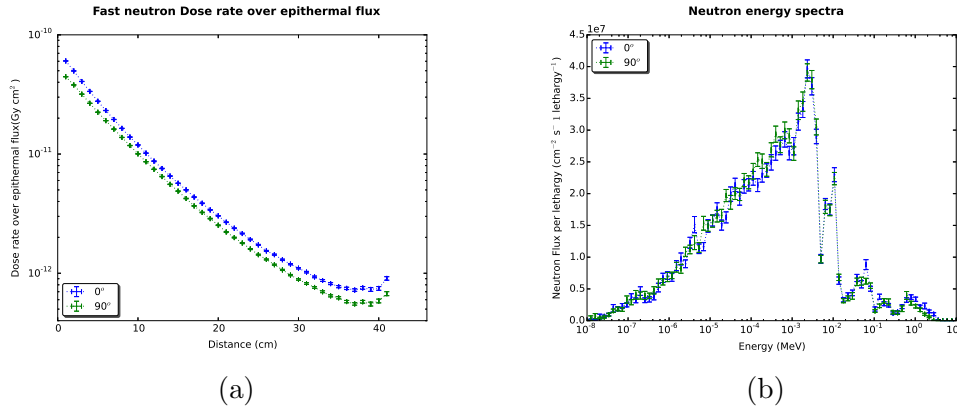 Fast neutron Dose rate over epithermal flux
Dose rate over epithermal flux(Gy cm²)
10⁻¹⁰
10⁻¹¹
10⁻¹²
0°
90°
0 10 20 30 40
Distance (cm)
(a)
Neutron energy spectra
1e7
Neutron Flux per lethargy (cm⁻² s − 1 lethargy⁻¹)
4.5
4.0
3.5
3.0
2.5
2.0
1.5
1.0
0.5
0.0
0°
90°
10⁻⁸ 10⁻⁷ 10⁻⁶ 10⁻⁵ 10⁻⁴ 10⁻³ 10⁻² 10⁻¹ 10⁰
Energy (MeV)
(b)